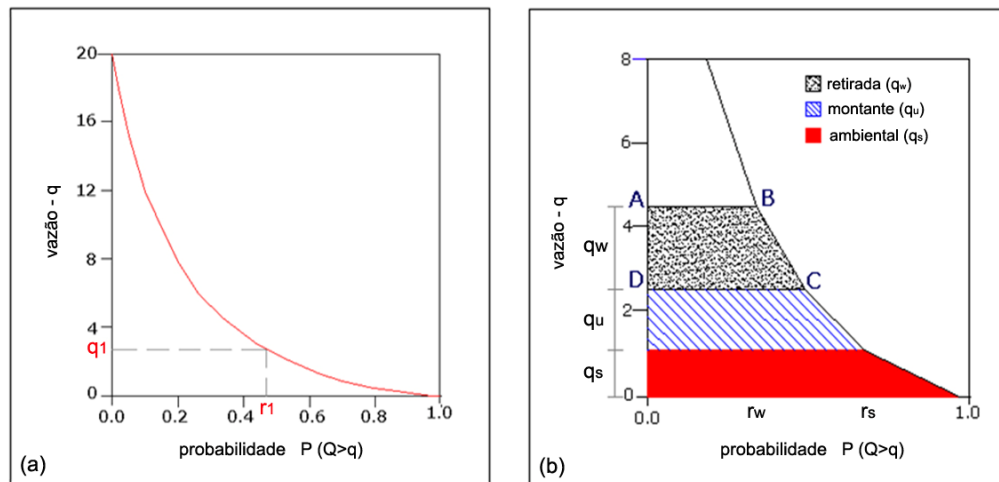 20
16
12
8
4
q1
0
vazão - q
0.0
0.2
0.4
r1
0.6
0.8
1.0
probabilidade P (Q>q)
(a)
8
6
4
2
0
vazão - q
retirada (qw)
montante (qu)
ambiental (qs)
A
B
qw
D
C
qu
qs
0.0
rw
rs
1.0
probabilidade P (Q>q)
(b)